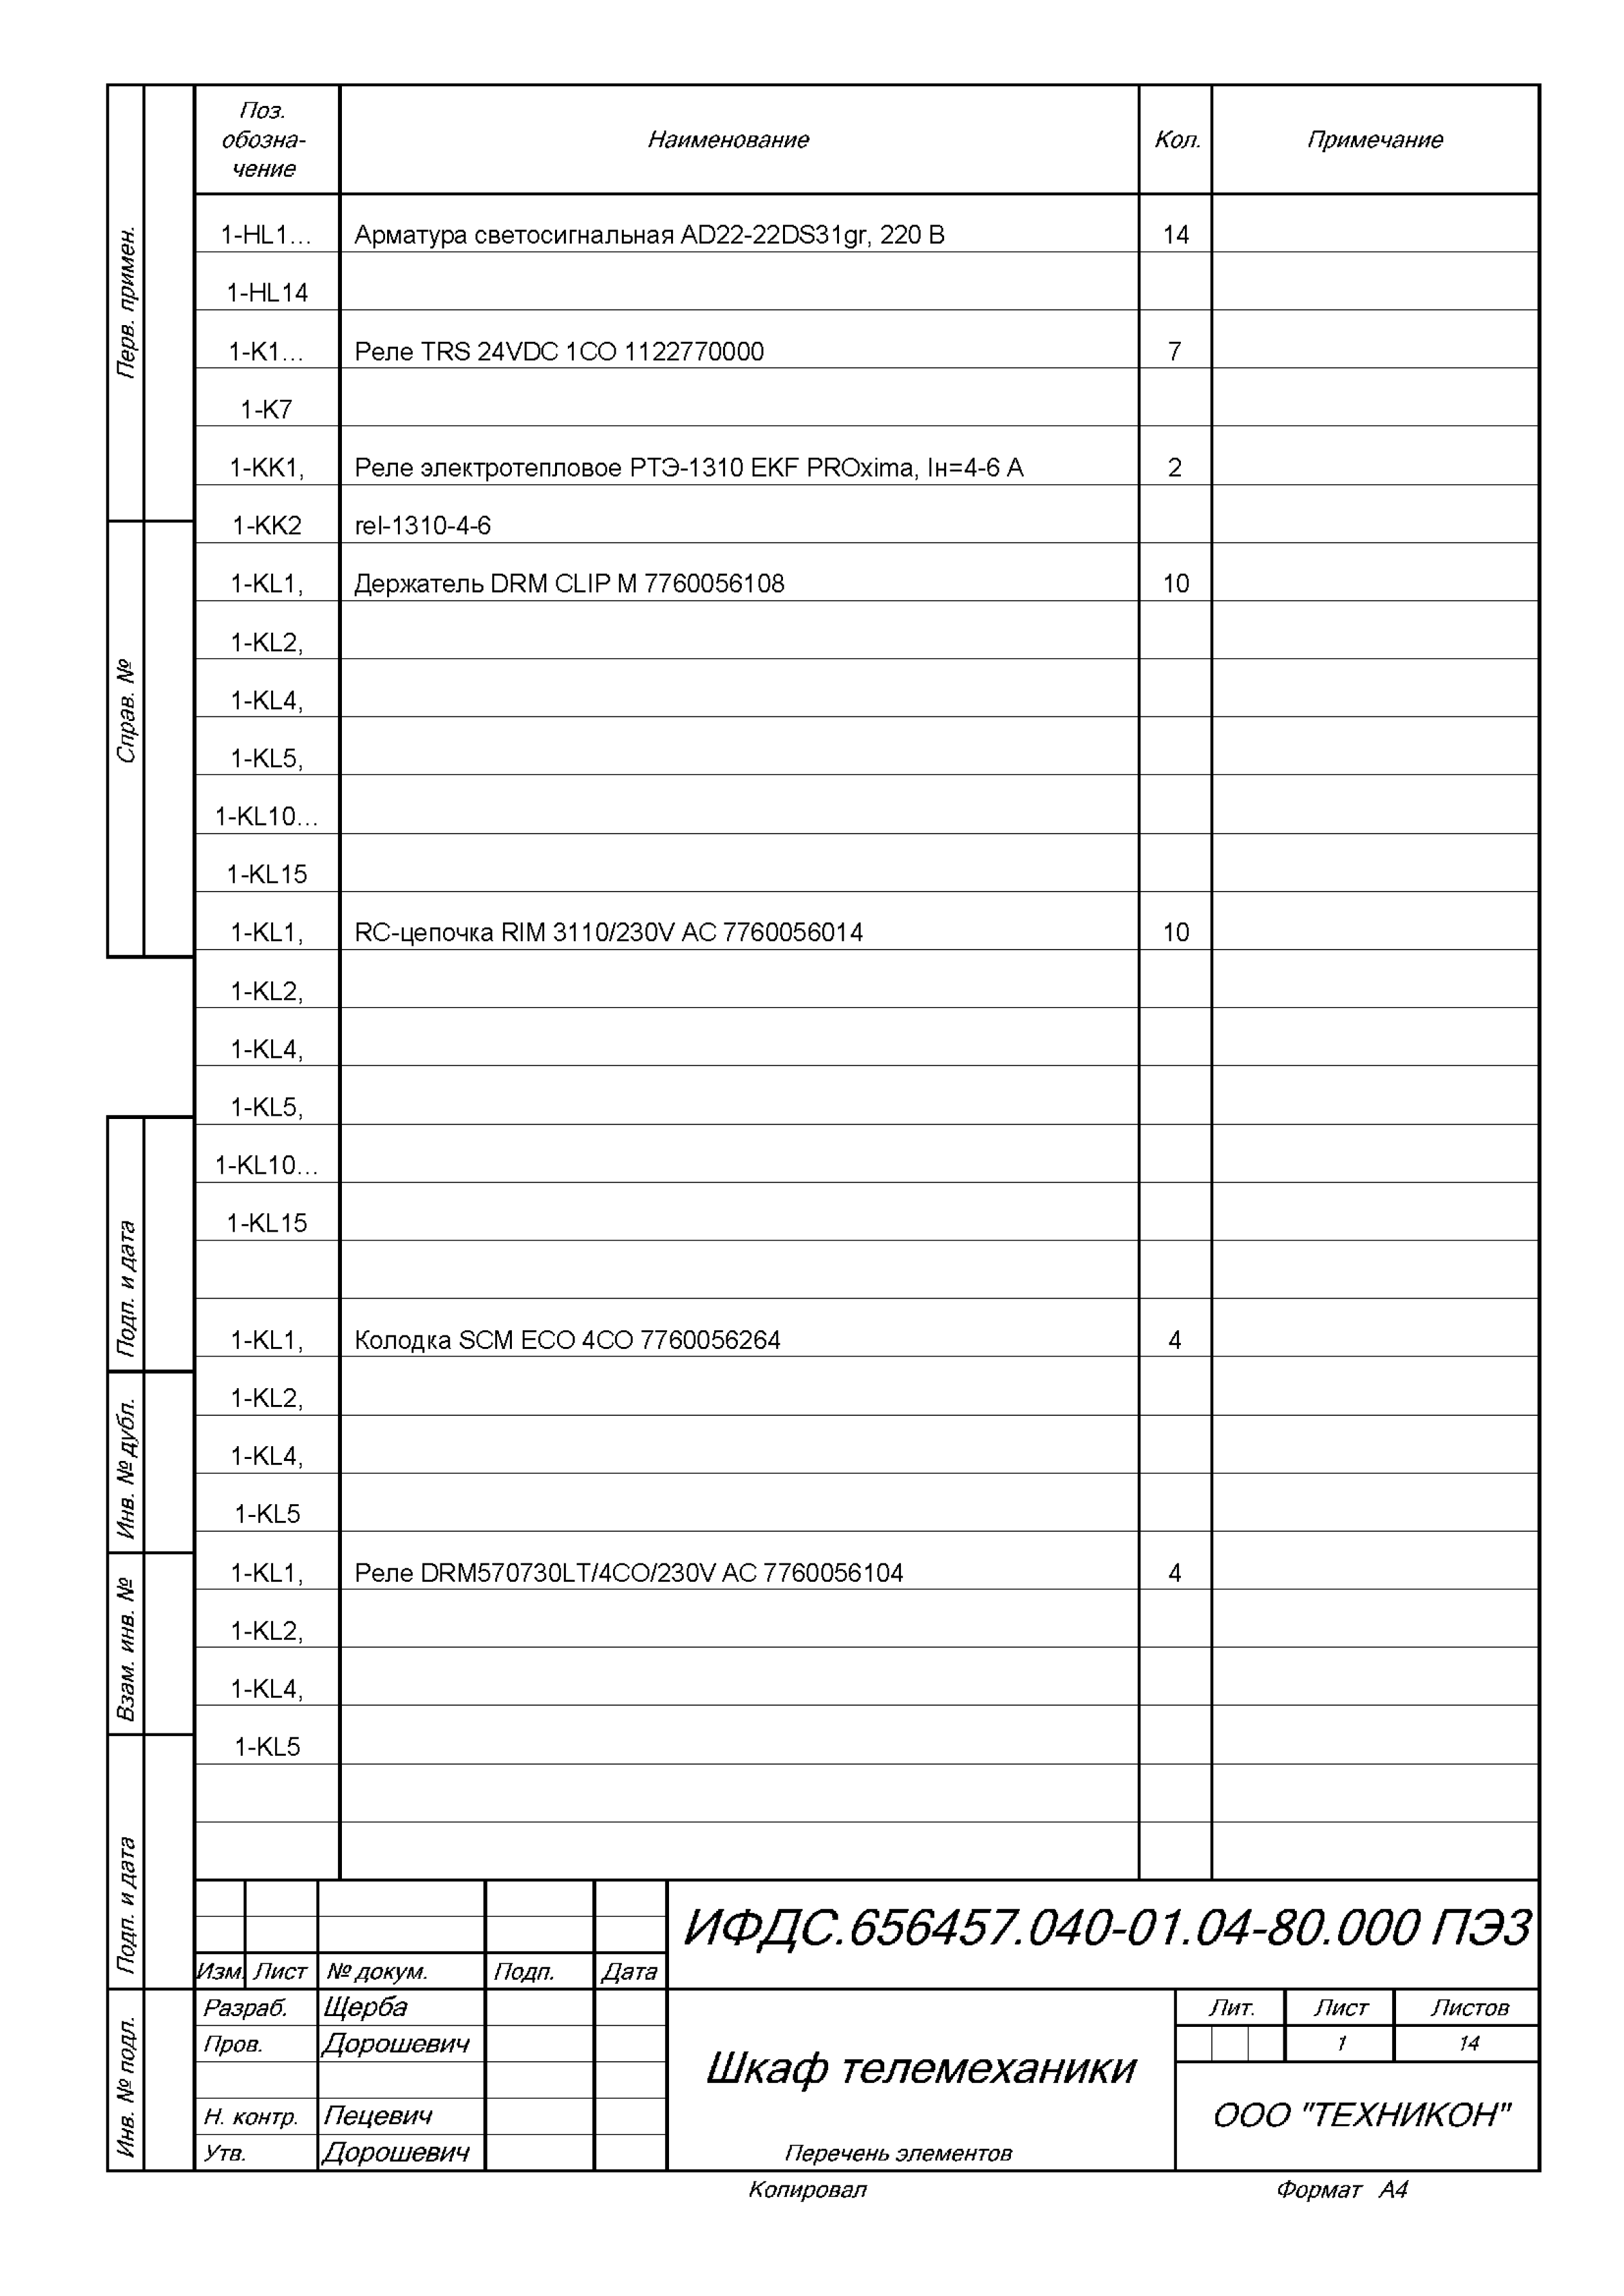 Поз. обозна-чение Наименование Кол. Примечание
1-HL1... Арматура светосигнальная AD22-22DS31gr, 220 В 14
1-HL14
1-K1... Реле TRS 24VDC 1CO 1122770000 7
1-K7
1-KK1, Реле электротепловое РТЭ-1310 EKF PROxima, Iн=4-6 А 2
1-KK2 rel-1310-4-6
1-KL1, Держатель DRM CLIP M 7760056108 10
1-KL2,
1-KL4,
1-KL5,
1-KL10...
1-KL15
1-KL1, RC-цепочка RIM 3110/230V AC 7760056014 10
1-KL2,
1-KL4,
1-KL5,
1-KL10...
1-KL15
1-KL1, Колодка SCM ECO 4CO 7760056264 4
1-KL2,
1-KL4,
1-KL5
1-KL1, Реле DRM570730LT/4CO/230V AC 7760056104 4
1-KL2,
1-KL4,
1-KL5
Перв. примен.
Справ. №
Подп. и дата
Инв. № дубл.
Взам. инв. №
Подп. и дата
Инв. № подл.
ИФДС.656457.040-01.04-80.000 ПЭ3
Изм. Лист № докум. Подп. Дата
Разраб. Щерба
Пров. Дорошевич
Н. контр. Пецевич
Утв. Дорошевич
Шкаф телемеханики
Перечень элементов
Лит. Лист Листов
1 14
ООО "ТЕХНИКОН"
Копировал Формат А4